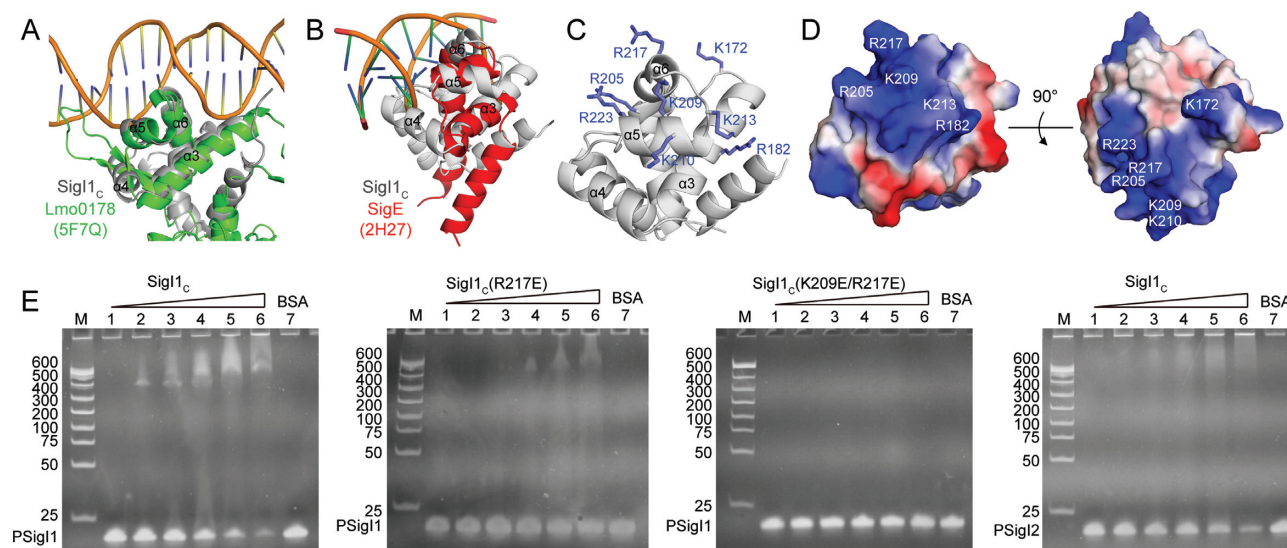 A
α5
α6
α3
α4
SigI1C
Lmo0178
(5F7Q)
B
α6
α5
α4
α3
SigI1C
SigE
(2H27)
C
R217
K172
α6
R205
K209
R223
α5
K213
R182
K210
α4
α3
D
R217
K209
R205
K213
R182
90°
K172
R223
R217
R205
K209
K210
E
SigI1C
BSA
M 1 2 3 4 5 6 7
600
500
400
300
200
100
75
50
25
PSigI1
SigI1C(R217E)
BSA
M 1 2 3 4 5 6 7
600
500
400
300
200
100
75
50
25
PSigI1
SigI1C(K209E/R217E)
BSA
M 1 2 3 4 5 6 7
600
500
400
300
200
100
75
50
25
PSigI1
SigI1C
BSA
M 1 2 3 4 5 6 7
600
500
400
300
200
100
75
50
25
PSigI2